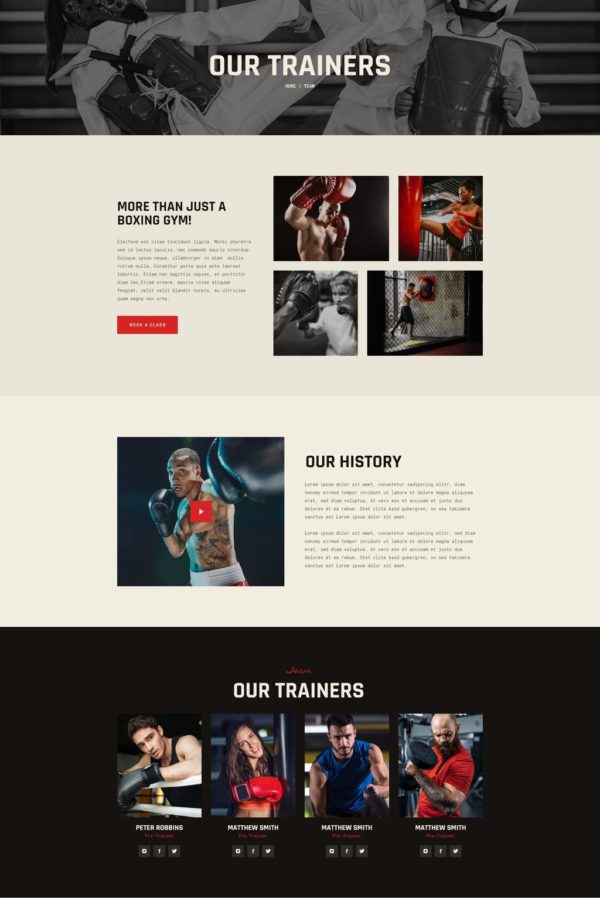 OUR TRAINERS
HOME / TEAM
MORE THAN JUST A
BOXING GYM!
Eleifend est vitae tincidunt ligula. Morbi pharetra
sem id lectus iaculis, nec commodo mauris interdum.
Quisque ipsum neque, ullamcorper in diam mollis
rutrum nulla. Curabitur porta quis ante laoreet
lobortis. Etiam non sagittis sapien, et porttitor
diam leo.Etiam ornare, mauris vitae aliquam
feugiat, velit velit blandit turpis, eu ultricies
quam magna non urna.
BOOK A CLASS
OUR HISTORY
Lorem ipsum dolor sit amet, consetetur sadipscing elitr, diam
nonumy eirmod tempor invidunt ut labore et dolore magna aliquyam
erat, sed diam voluptua. At vero eos et accusam et justo duo
dolores et ea rebum. Stet clita kasd gubergren, no sea takimata
sanctus est Lorem ipsum dolor sit amet.
Lorem ipsum dolor sit amet, consetetur sadipscing elitr, sed diam
nonumy eirmod tempor invidunt ut labore et dolore magna aliquyam
erat, sed diam voluptua. At vero eos et accusam et justo duo
dolores et ea rebum. Stet clita kasd gubergren, no sea takimata
sanctus est Lorem ipsum dolor sit amet.
Team
OUR TRAINERS
PETER ROBBINS
Pro-Trainer
MATTHEW SMITH
Pro-Trainer
MATTHEW SMITH
Pro-Trainer
MATTHEW SMITH
Pro-Trainer